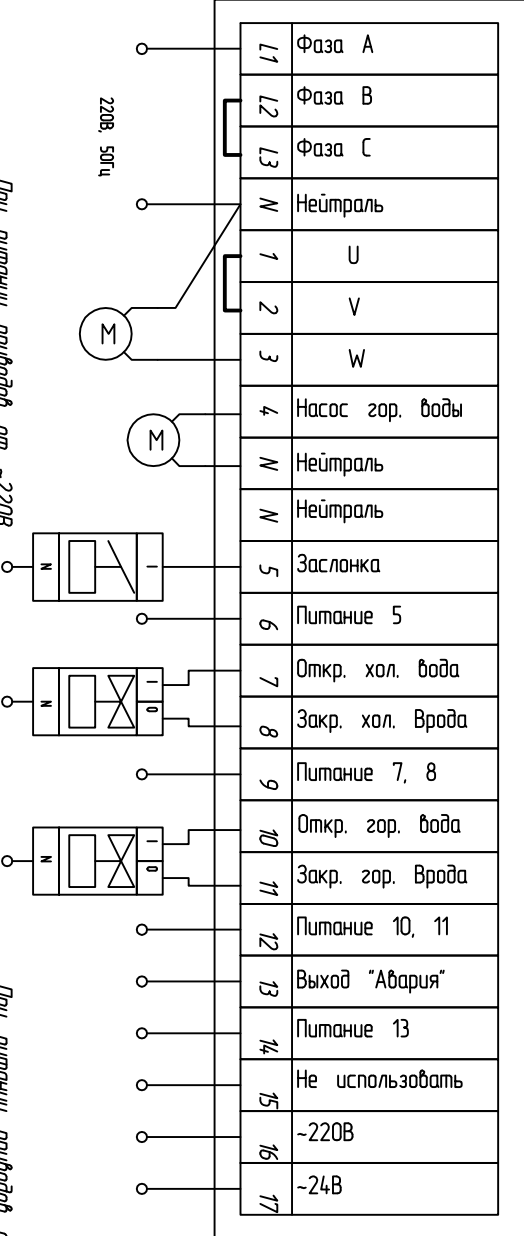 L1 Фаза А
L2 Фаза В
L3 Фаза С
N Нейтраль
1 U
2 V
3 W
4 Насос гор. воды
N Нейтраль
N Нейтраль
5 Заслонка
6 Питание 5
7 Откр. хол. вода
8 Закр. хол. Врода
9 Питание 7, 8
10 Откр. гор. вода
11 Закр. гор. Врода
12 Питание 10, 11
13 Выход "Авария"
14 Питание 13
15 Не использовать
16 ~220В
17 ~24В
220В, 50Гц
M
M
N I
N I 0
N I 0
При питании приводов от ~220В
При питании приводов